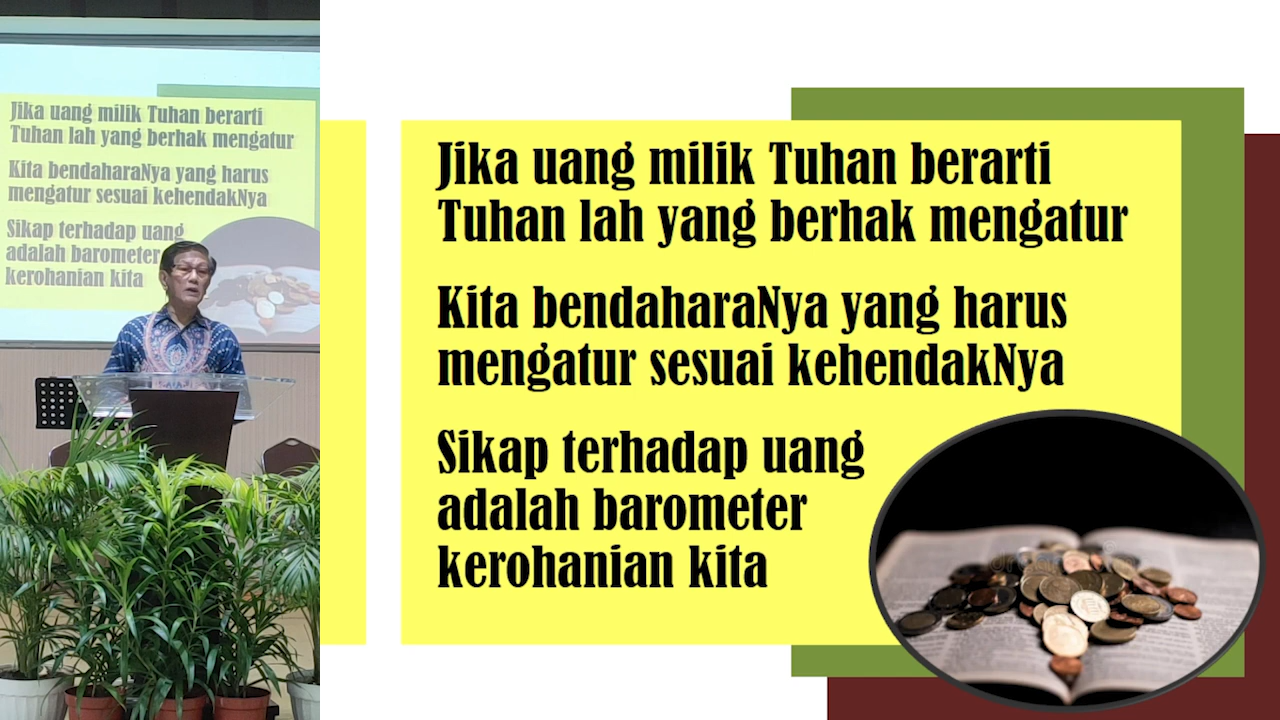 Jika uang milik Tuhan berarti
Tuhan lah yang berhak mengatur
Kita bendaharaNya yang harus
mengatur sesuai kehendakNya
Sikap terhadap uang
adalah barometer
kerohanian kita
Jika uang milik Tuhan berarti
Tuhan lah yang berhak mengatur
Kita bendaharaNya yang harus
mengatur sesuai kehendakNya
Sikap terhadap uang
adalah barometer
kerohanian kita